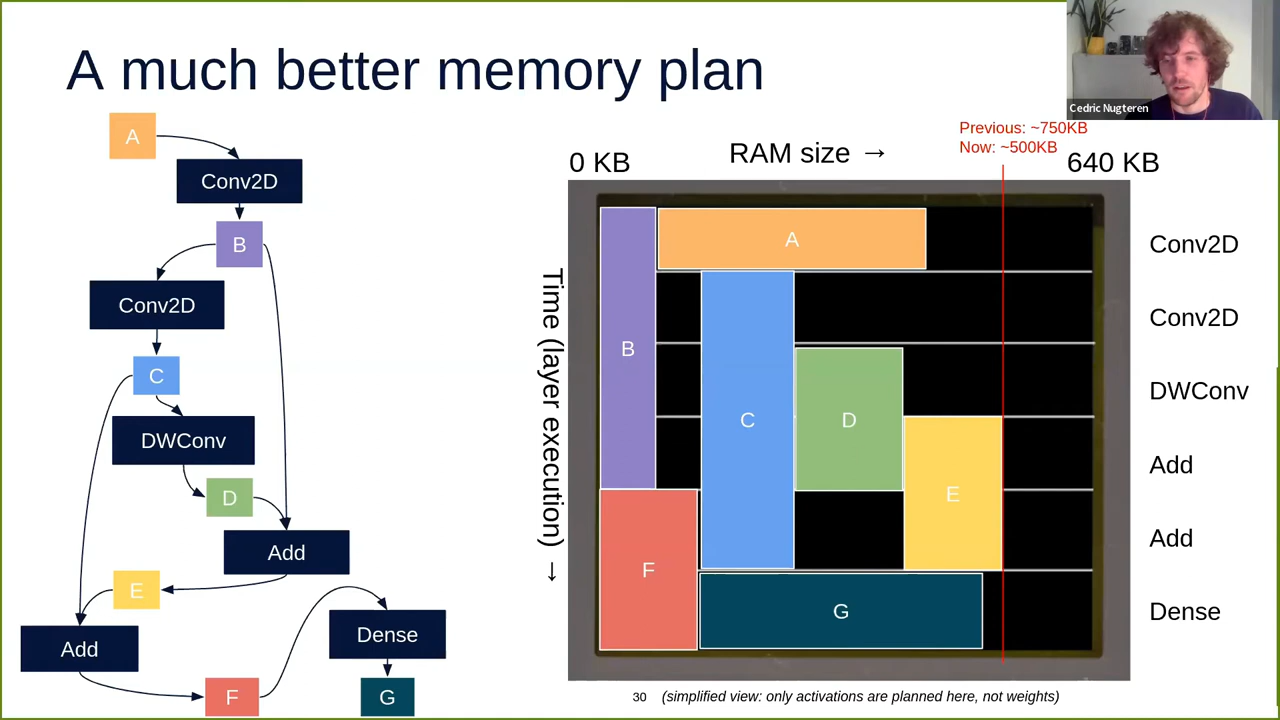 A much better memory plan
Cedric Nugteren
A
Conv2D
B
Conv2D
C
DWConv
D
Add
E
Add
Dense
F
G
Previous: ~750KB
Now: ~500KB
0 KB
RAM size →
640 KB
Time (layer execution) →
A
B
C
D
E
F
G
Conv2D
Conv2D
DWConv
Add
Add
Dense
30
(simplified view: only activations are planned here, not weights)